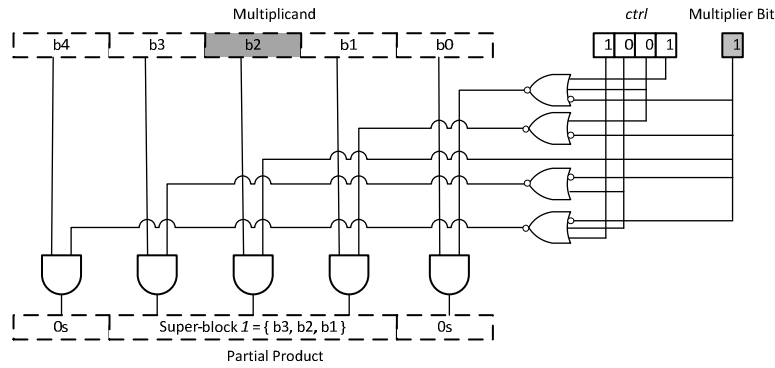 Multiplicand ctrl Multiplier Bit
b4 b3 b2 b1 b0 1 0 0 1 1
0s Super-block 1 = { b3, b2, b1 } 0s
Partial Product